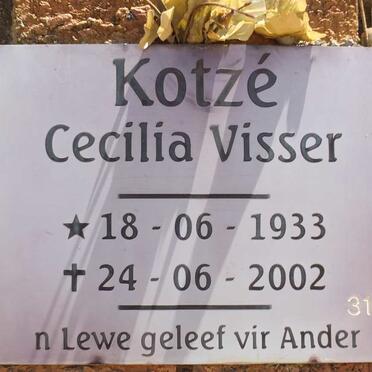 Kotzé
Cecilia Visser
★ 18 - 06 - 1933
✝ 24 - 06 - 2002
31
n Lewe geleef vir Ander